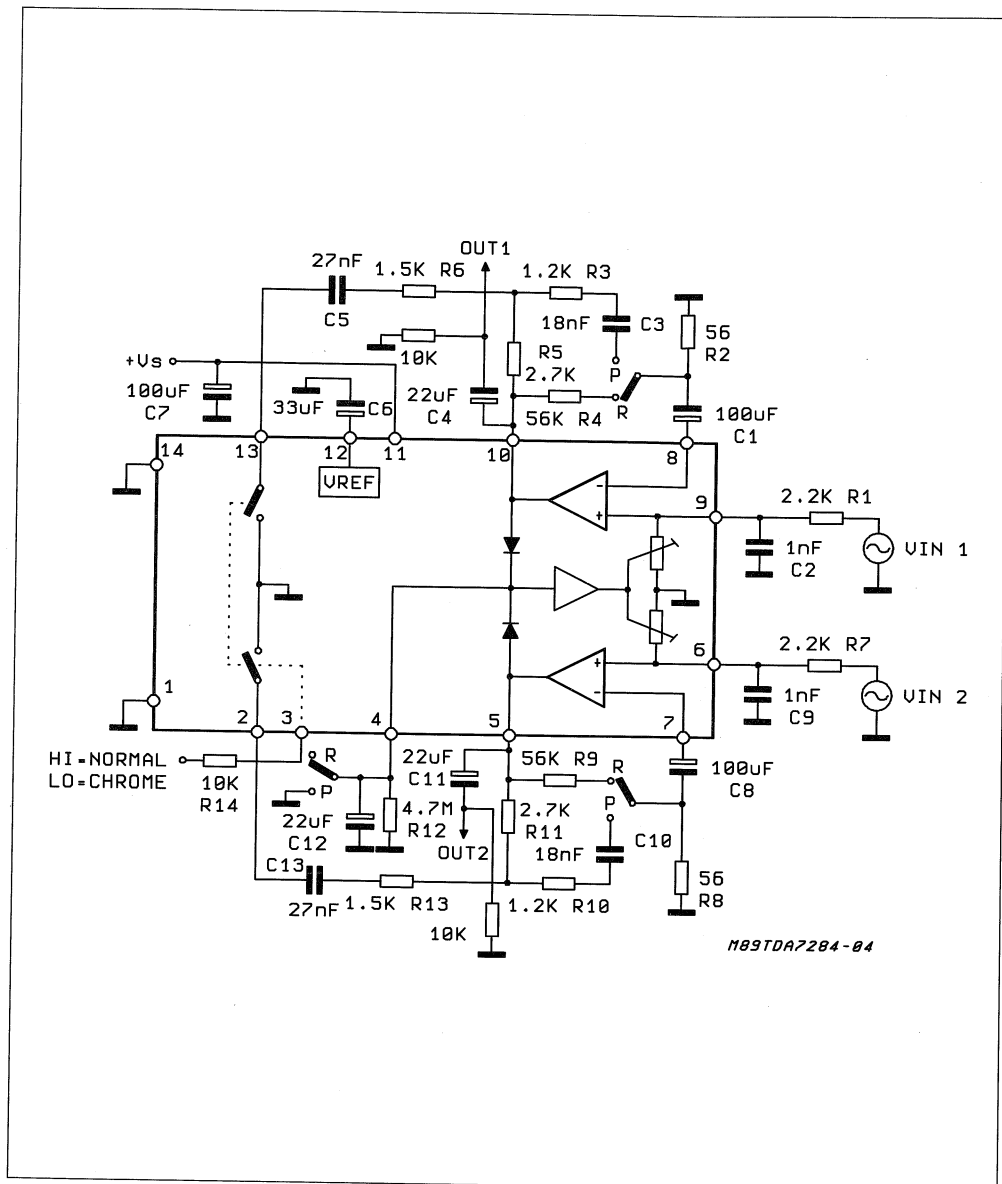 OUT1
27nF
1.5K R6
1.2K R3
C5
18nF
C3
56
R2
10K
R5
2.7K
P
+Vs
100uF
C7
33uF
C6
22uF
C4
56K R4
R
100uF
C1
14
13
12
11
10
8
VREF
-
+
9
2.2K R1
1nF
C2
VIN 1
6
2.2K R7
+
-
1nF
C9
VIN 2
1
2
3
4
5
7
HI=NORMAL
LO=CHROME
10K
R14
R
P
22uF
C11
56K R9
R
P
100uF
C8
22uF
C12
4.7M
R12
2.7K
R11
OUT2
18nF
C10
C13
27nF
1.5K R13
1.2K R10
56
R8
10K
M89TDA7284-04